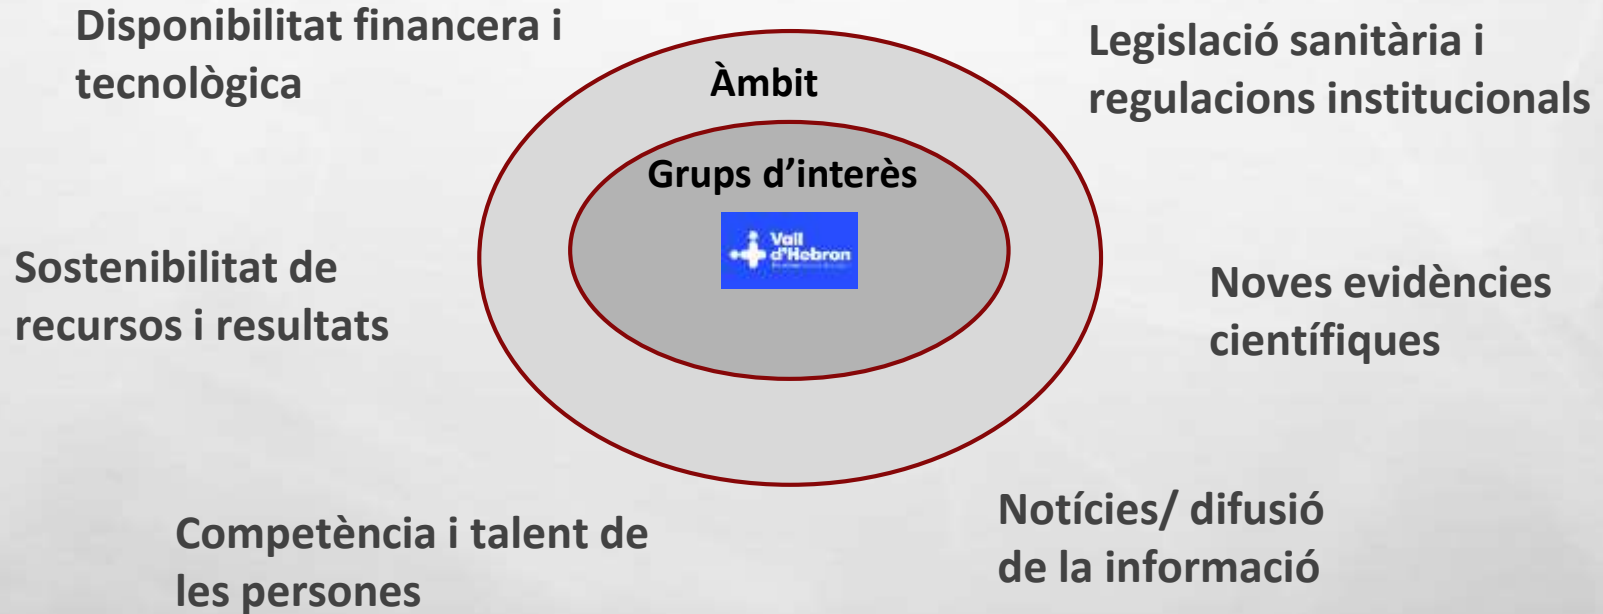 Disponibilitat financera i
tecnològica
Àmbit
Legislació sanitària i
regulacions institucionals
Grups d’interès
Vall
d'Hebron
Sostenibilitat de
recursos i resultats
Noves evidències
científiques
Competència i talent de
les persones
Notícies/ difusió
de la informació